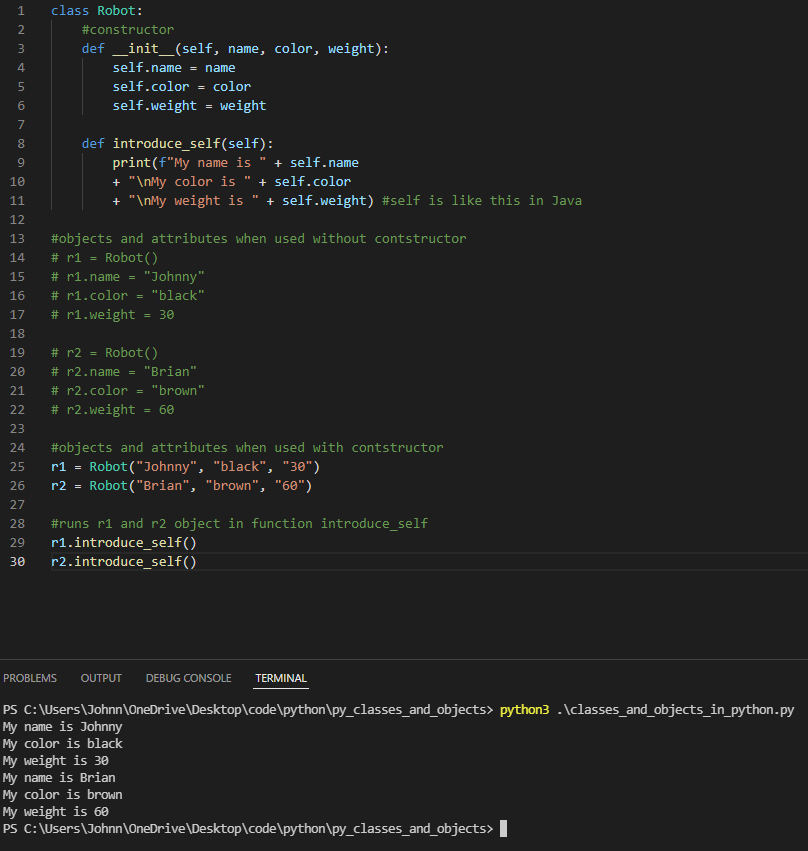 1 class Robot:
2 #constructor
3 def __init__(self, name, color, weight):
4 self.name = name
5 self.color = color
6 self.weight = weight
7
8 def introduce_self(self):
9 print(f"My name is " + self.name
10 + "\nMy color is " + self.color
11 + "\nMy weight is " + self.weight) #self is like this in Java
12
13 #objects and attributes when used without contstructor
14 # r1 = Robot()
15 # r1.name = "Johnny"
16 # r1.color = "black"
17 # r1.weight = 30
18
19 # r2 = Robot()
20 # r2.name = "Brian"
21 # r2.color = "brown"
22 # r2.weight = 60
23
24 #objects and attributes when used with contstructor
25 r1 = Robot("Johnny", "black", "30")
26 r2 = Robot("Brian", "brown", "60")
27
28 #runs r1 and r2 object in function introduce_self
29 r1.introduce_self()
30 r2.introduce_self()
PROBLEMS OUTPUT DEBUG CONSOLE TERMINAL
PS C:\Users\Johnn\OneDrive\Desktop\code\python\py_classes_and_objects> python3 .\classes_and_objects_in_python.py
My name is Johnny
My color is black
My weight is 30
My name is Brian
My color is brown
My weight is 60
PS C:\Users\Johnn\OneDrive\Desktop\code\python\py_classes_and_objects>